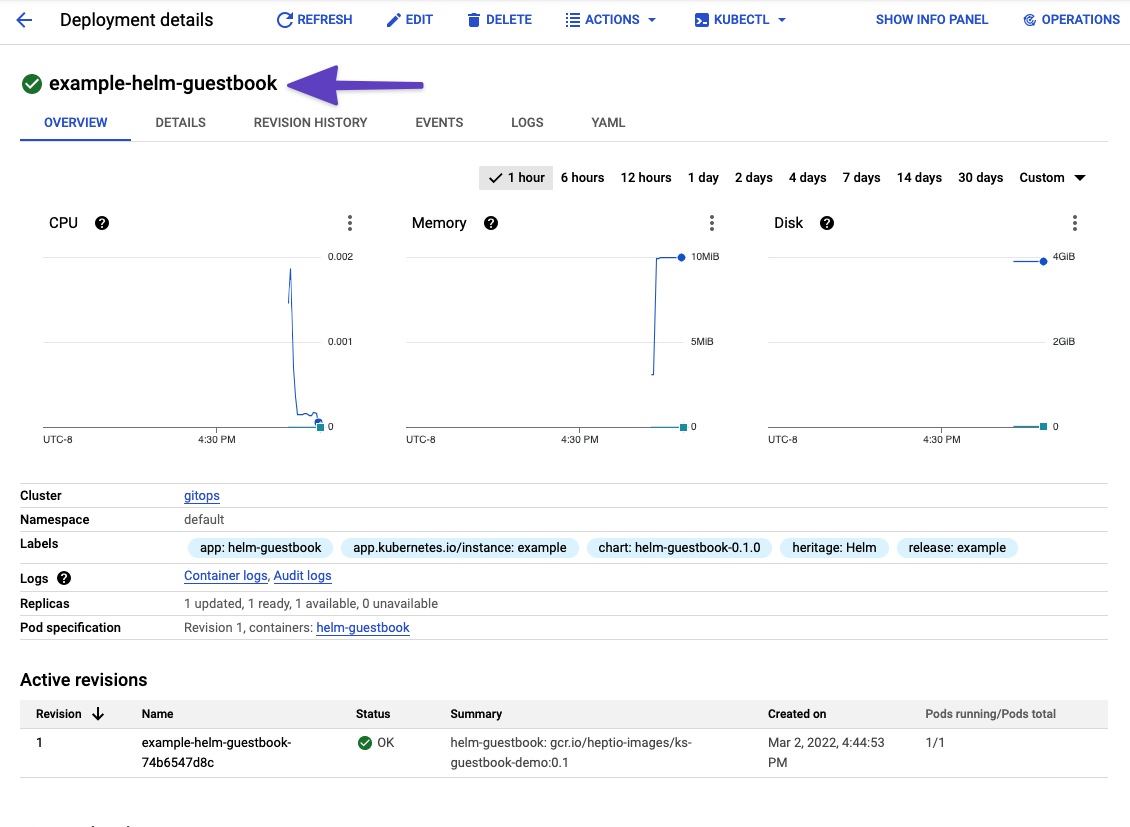 Deployment details REFRESH EDIT DELETE ACTIONS KUBECTL SHOW INFO PANEL OPERATIONS
example-helm-guestbook
OVERVIEW DETAILS REVISION HISTORY EVENTS LOGS YAML
1 hour 6 hours 12 hours 1 day 2 days 4 days 7 days 14 days 30 days Custom
CPU
0.002
0.001
0
UTC-8 4:30 PM
Memory
10MiB
5MiB
0
UTC-8 4:30 PM
Disk
4GiB
2GiB
0
UTC-8 4:30 PM
Cluster gitops
Namespace default
Labels app: helm-guestbook app.kubernetes.io/instance: example chart: helm-guestbook-0.1.0 heritage: Helm release: example
Logs Container logs, Audit logs
Replicas 1 updated, 1 ready, 1 available, 0 unavailable
Pod specification Revision 1, containers: helm-guestbook
Active revisions
Revision Name Status Summary Created on Pods running/Pods total
1 example-helm-guestbook- OK helm-guestbook: gcr.io/heptio-images/ks- Mar 2, 2022, 4:44:53 1/1
74b6547d8c guestbook-demo:0.1 PM